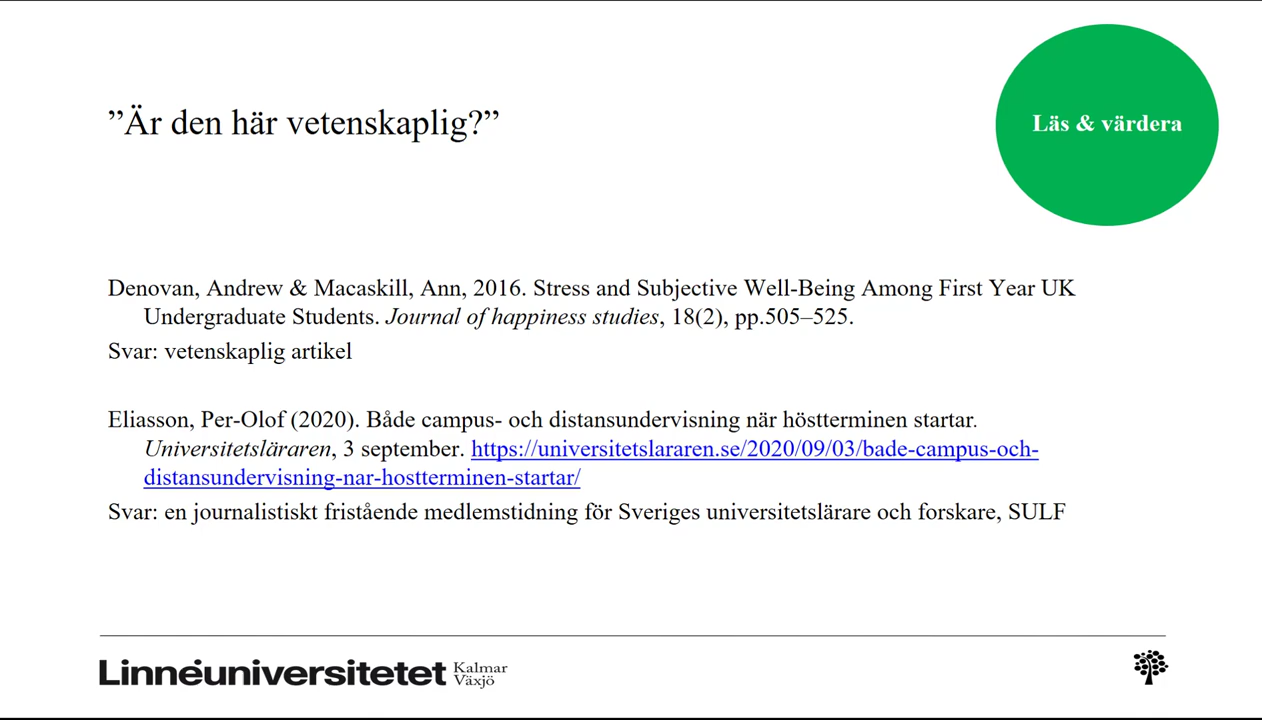 ”Är den här vetenskaplig?”
Läs & värdera
Denovan, Andrew & Macaskill, Ann, 2016. Stress and Subjective Well-Being Among First Year UK
Undergraduate Students. Journal of happiness studies, 18(2), pp.505–525.
Svar: vetenskaplig artikel
Eliasson, Per-Olof (2020). Både campus- och distansundervisning när höstterminen startar.
Universitetsläraren, 3 september. https://universitetslararen.se/2020/09/03/bade-campus-och-
distansundervisning-nar-hostterminen-startar/
Svar: en journalistiskt fristående medlemstidning för Sveriges universitetslärare och forskare, SULF
Linnéuniversitetet
Kalmar
Växjö